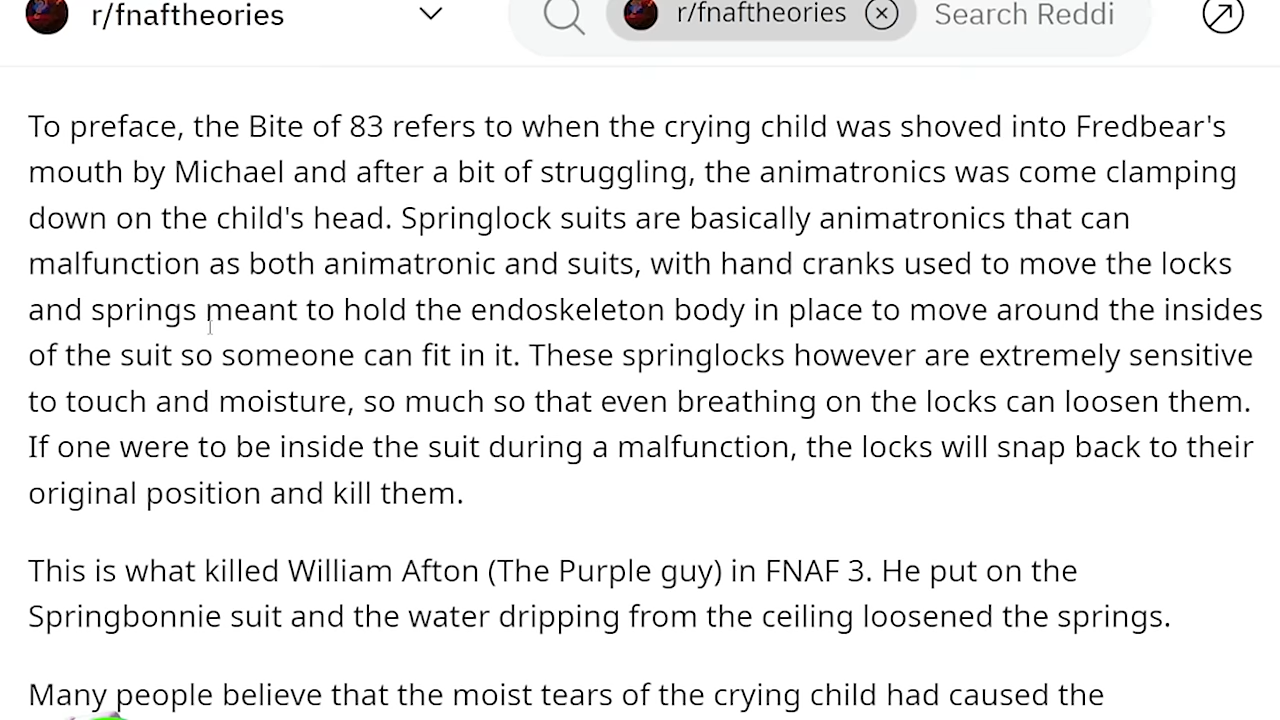 r/fnaftheories
r/fnaftheories
Search Reddi
To preface, the Bite of 83 refers to when the crying child was shoved into Fredbear's
mouth by Michael and after a bit of struggling, the animatronics was come clamping
down on the child's head. Springlock suits are basically animatronics that can
malfunction as both animatronic and suits, with hand cranks used to move the locks
and springs meant to hold the endoskeleton body in place to move around the insides
of the suit so someone can fit in it. These springlocks however are extremely sensitive
to touch and moisture, so much so that even breathing on the locks can loosen them.
If one were to be inside the suit during a malfunction, the locks will snap back to their
original position and kill them.
This is what killed William Afton (The Purple guy) in FNAF 3. He put on the
Springbonnie suit and the water dripping from the ceiling loosened the springs.
Many people believe that the moist tears of the crying child had caused the